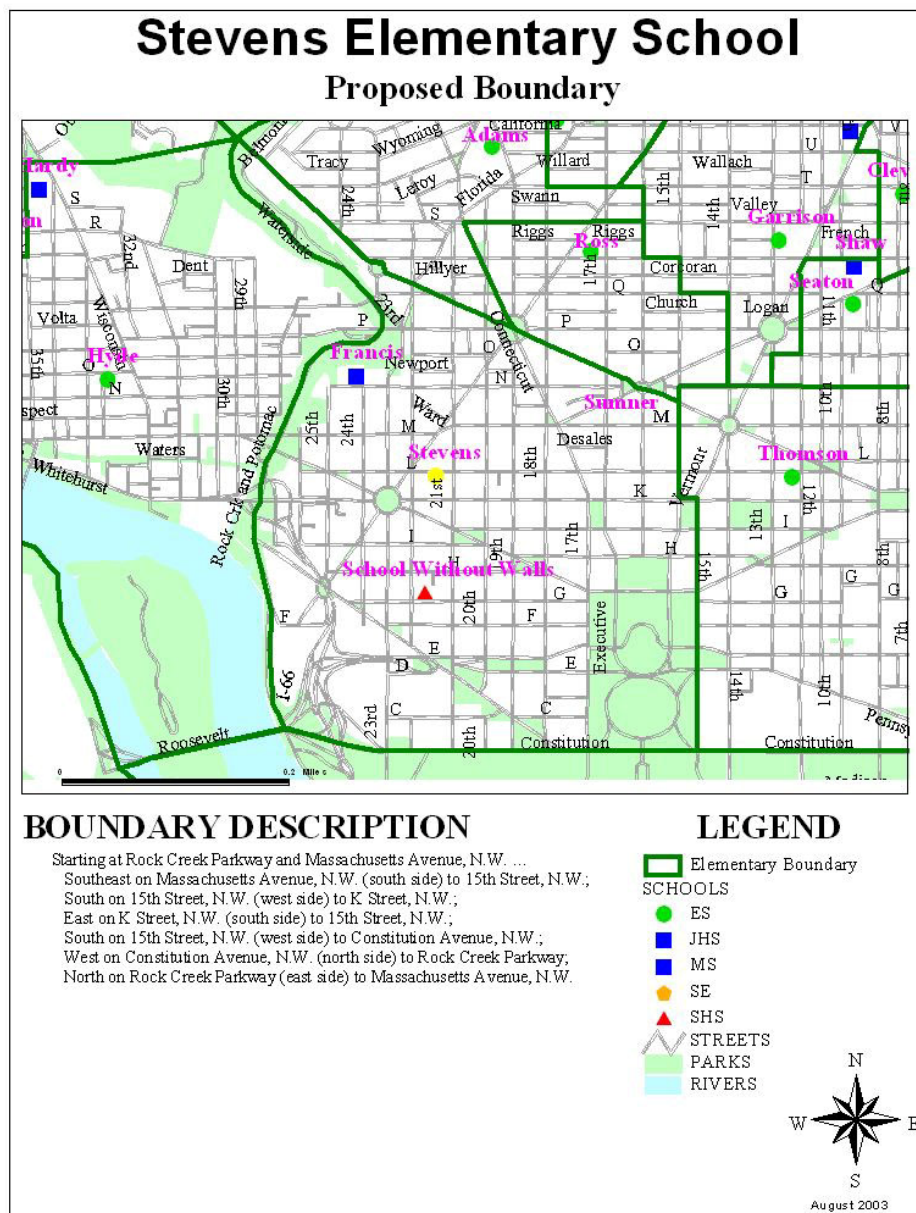 Stevens Elementary School
Proposed Boundary
California
Adams
Wyoming
Belmont
Tracy
Willard
Wallach
U
T
V
Leroy
Florida
24th
Swann
15th
14th
Valley
8th
S
R
S
Garrison
French
32nd
Waterside
Riggs
Riggs
Ross
17th
Shaw
Dent
Hillyer
Corcoran
Seaton
29th
Q
Q
23rd
Church
11th
Logan
Volta
Wisconsin
P
P
Connecticut
35th
Hyde
Francis
O
O
O
N
Newport
N
30th
Sumner
10th
8th
Ward
M
M
25th
24th
Desales
Waters
Stevens
18th
Vermont
Thomson
L
L
Whitehurst
21st
K
12th
Rock Crk and Potomac
13th
I
I
17th
H
H
19th
15th
8th
School Without Walls
G
G
G
G
20th
F
F
Executive
7th
E
E
D
14th
10th
I-66
23rd
C
C
Roosevelt
20th
Constitution
Constitution
0
0.2 Miles
BOUNDARY DESCRIPTION
Starting at Rock Creek Parkway and Massachusetts Avenue, N.W. ...
Southeast on Massachusetts Avenue, N.W. (south side) to 15th Street, N.W.;
South on 15th Street, N.W. (west side) to K Street, N.W.;
East on K Street, N.W. (south side) to 15th Street, N.W.;
South on 15th Street, N.W. (west side) to Constitution Avenue, N.W.;
West on Constitution Avenue, N.W. (north side) to Rock Creek Parkway;
North on Rock Creek Parkway (east side) to Massachusetts Avenue, N.W.
LEGEND
Elementary Boundary
SCHOOLS
ES
JHS
MS
SE
SHS
STREETS
PARKS
RIVERS
N
W
E
S
August 2003